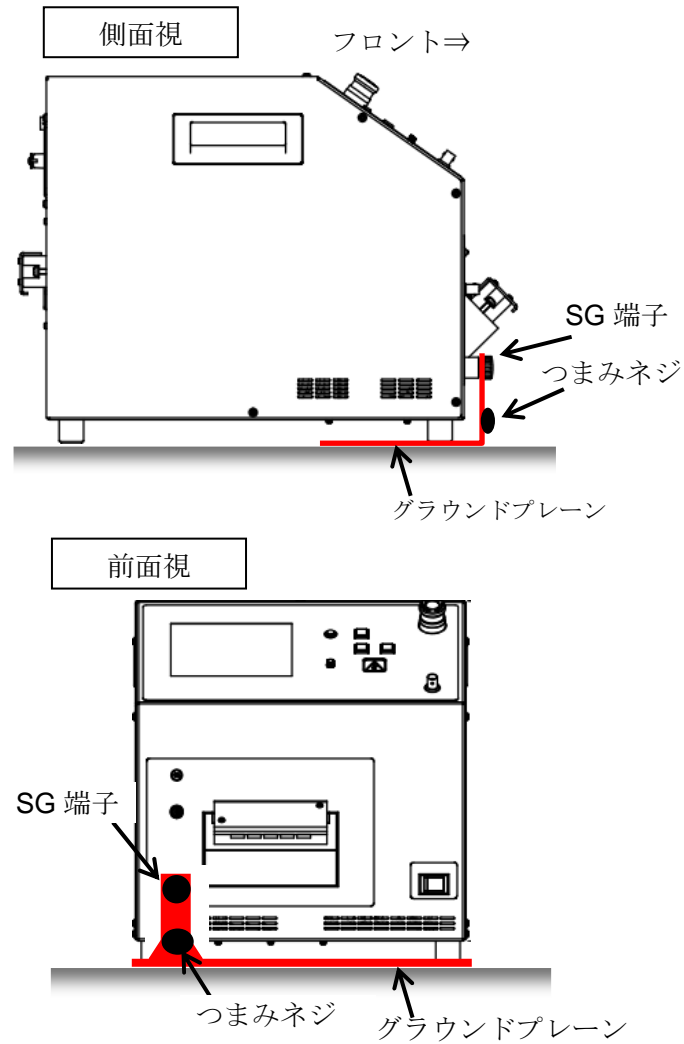 側面視
フロント⇒
SG 端子
つまみネジ
グラウンドプレーン
前面視
SG 端子
つまみネジ
グラウンドプレーン